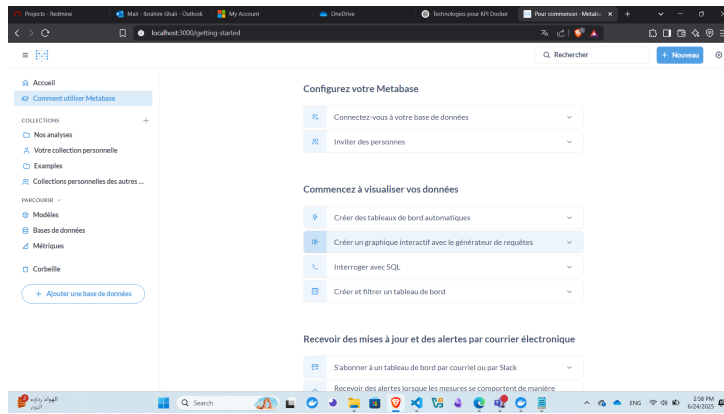 Projects - Redmine
Mail - Ibrahim Ghali - Outlook
My Account
OneDrive
Technologies pour KPI Docker
Pour commencer · Metaba
localhost:3000/getting-started
Rechercher
+ Nouveau
Accueil
Comment utiliser Metabase
COLLECTIONS
Nos analyses
Votre collection personnelle
Examples
Collections personnelles des autres ...
PARCOURIR
Modèles
Bases de données
Métriques
Corbeille
+ Ajouter une base de données
Configurez votre Metabase
Connectez-vous à votre base de données
Inviter des personnes
Commencez à visualiser vos données
Créer des tableaux de bord automatiques
Créer un graphique interactif avec le générateur de requêtes
Interroger avec SQL
Créer et filtrer un tableau de bord
Recevoir des mises à jour et des alertes par courrier électronique
S'abonner à un tableau de bord par courriel ou par Slack
Recevoir des alertes lorsque les mesures se comportent de manière
الهواء رديء
اليوم
Search
ENG
2:58 PM
6/24/2025